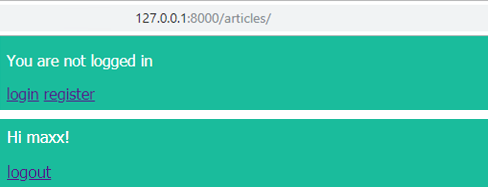 127.0.0.1:8000/articles/
You are not logged in
login register
Hi maxx!
logout